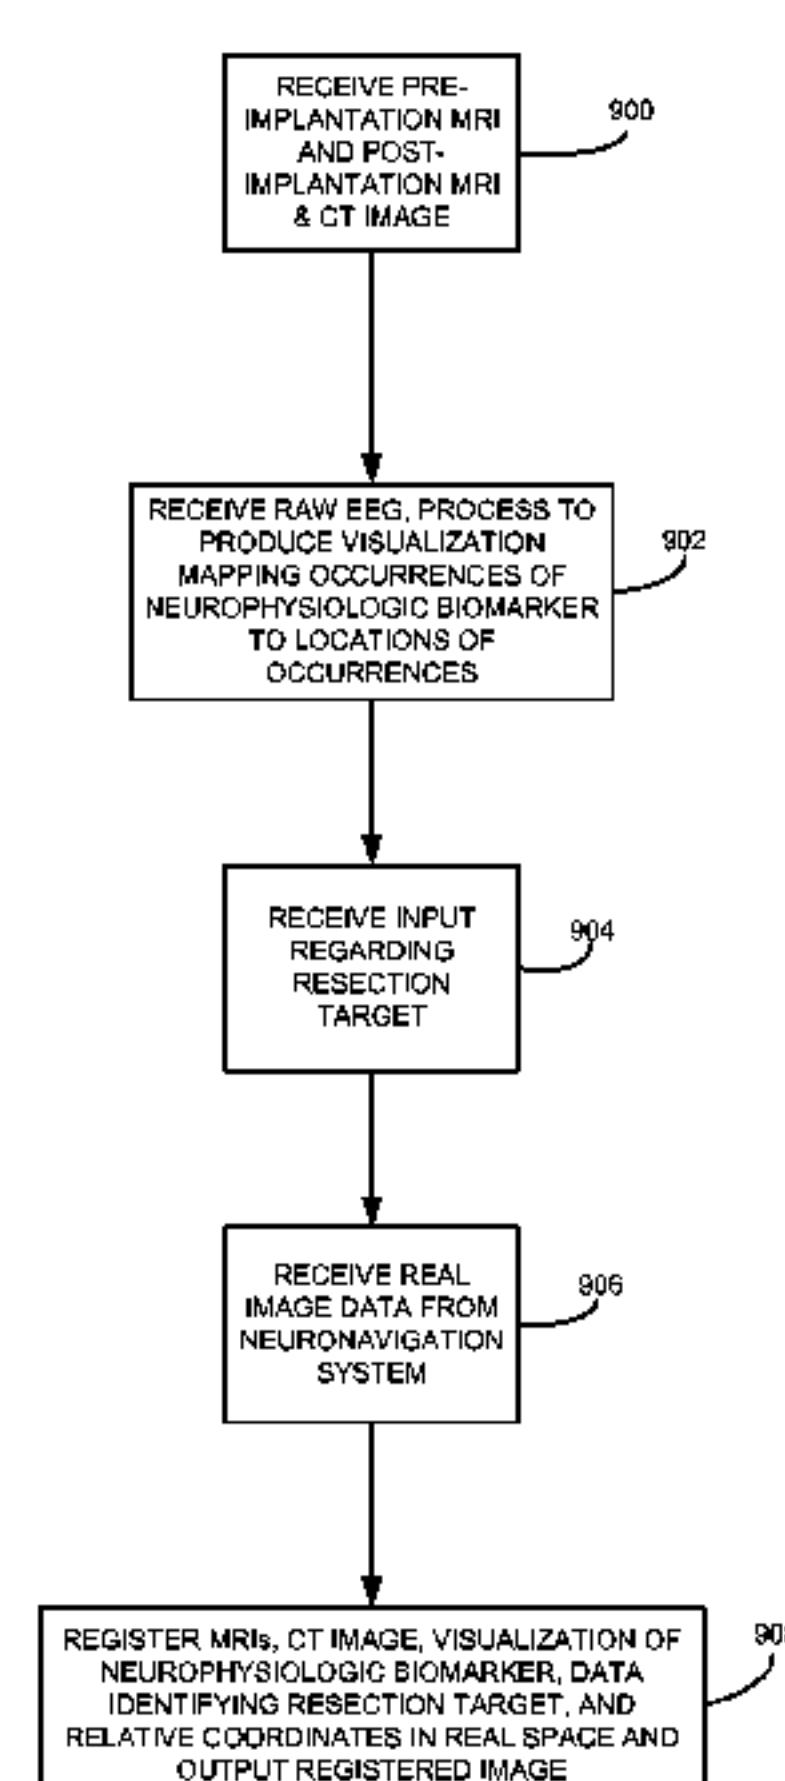 RECEIVE PRE-
IMPLANTATION MRI
AND POST-
IMPLANTATION MRI
& CT IMAGE
900
RECEIVE RAW EEG, PROCESS TO
PRODUCE VISUALIZATION
MAPPING OCCURRENCES OF
NEUROPHYSIOLOGIC BIOMARKER
TO LOCATIONS OF
OCCURRENCES
902
RECEIVE INPUT
REGARDING
RESECTION
TARGET
904
RECEIVE REAL
IMAGE DATA FROM
NEURONAVIGATION
SYSTEM
906
REGISTER MRIs, CT IMAGE, VISUALIZATION OF
NEUROPHYSIOLOGIC BIOMARKER, DATA
IDENTIFYING RESECTION TARGET, AND
RELATIVE COORDINATES IN REAL SPACE AND
OUTPUT REGISTERED IMAGE